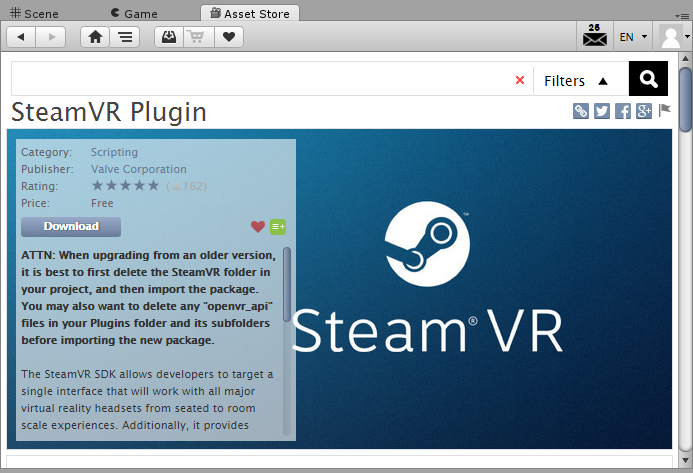 Scene
Game
Asset Store
25
EN
Filters
SteamVR Plugin
Category: Scripting
Publisher: Valve Corporation
Rating: ★★★★★ (162)
Price: Free
Download
ATTN: When upgrading from an older version,
it is best to first delete the SteamVR folder in
your project, and then import the package.
You may also want to delete any "openvr_api"
files in your Plugins folder and its subfolders
before importing the new package.
The SteamVR SDK allows developers to target a
single interface that will work with all major
virtual reality headsets from seated to room
scale experiences. Additionally, it provides
™
Steam® VR